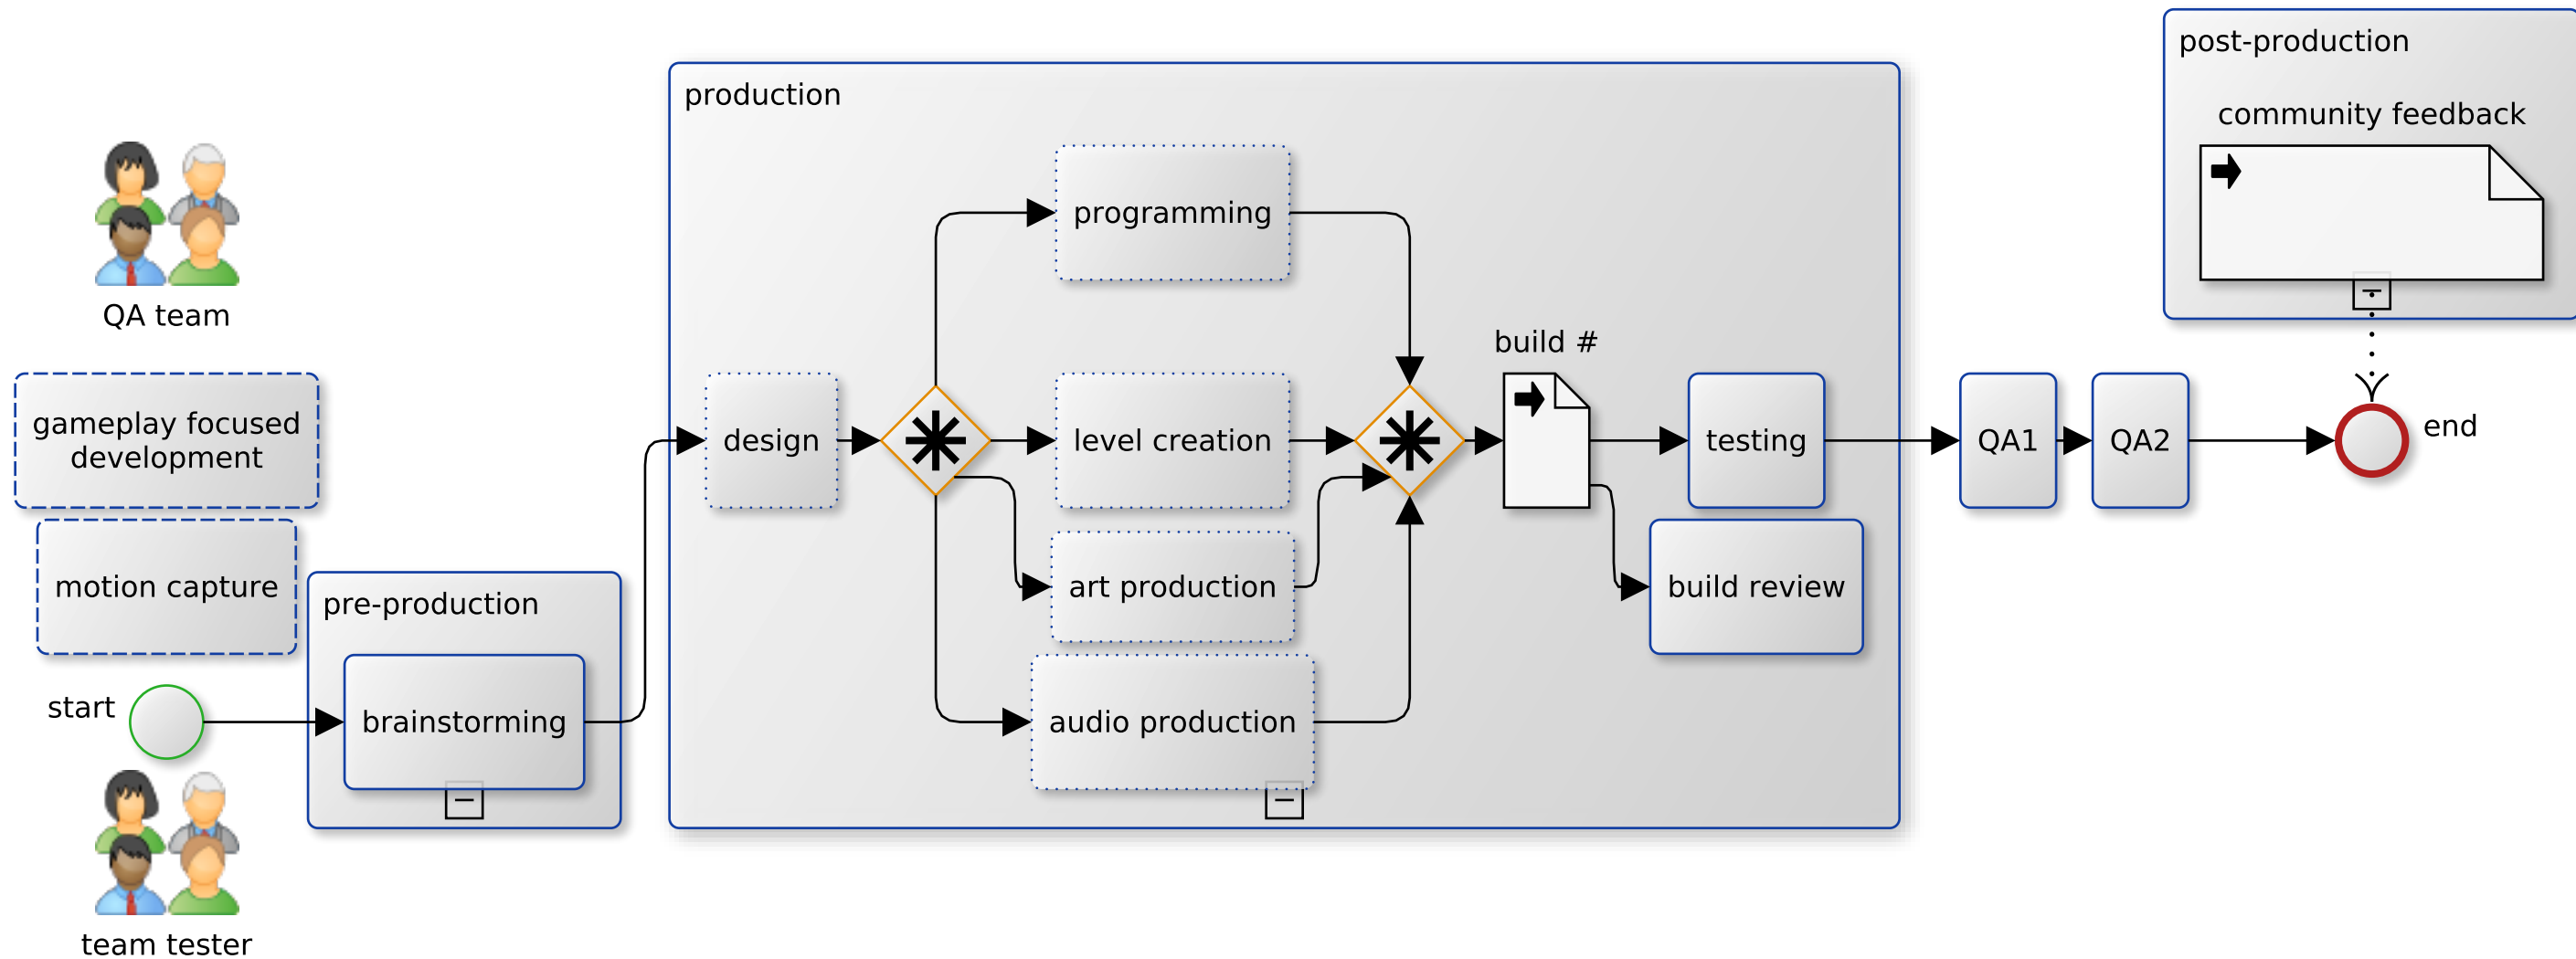 post-production
community feedback
production
programming
QA team
build #
gameplay focused
development
design
level creation
testing
QA1
QA2
end
motion capture
pre-production
art production
build review
start
brainstorming
audio production
team tester